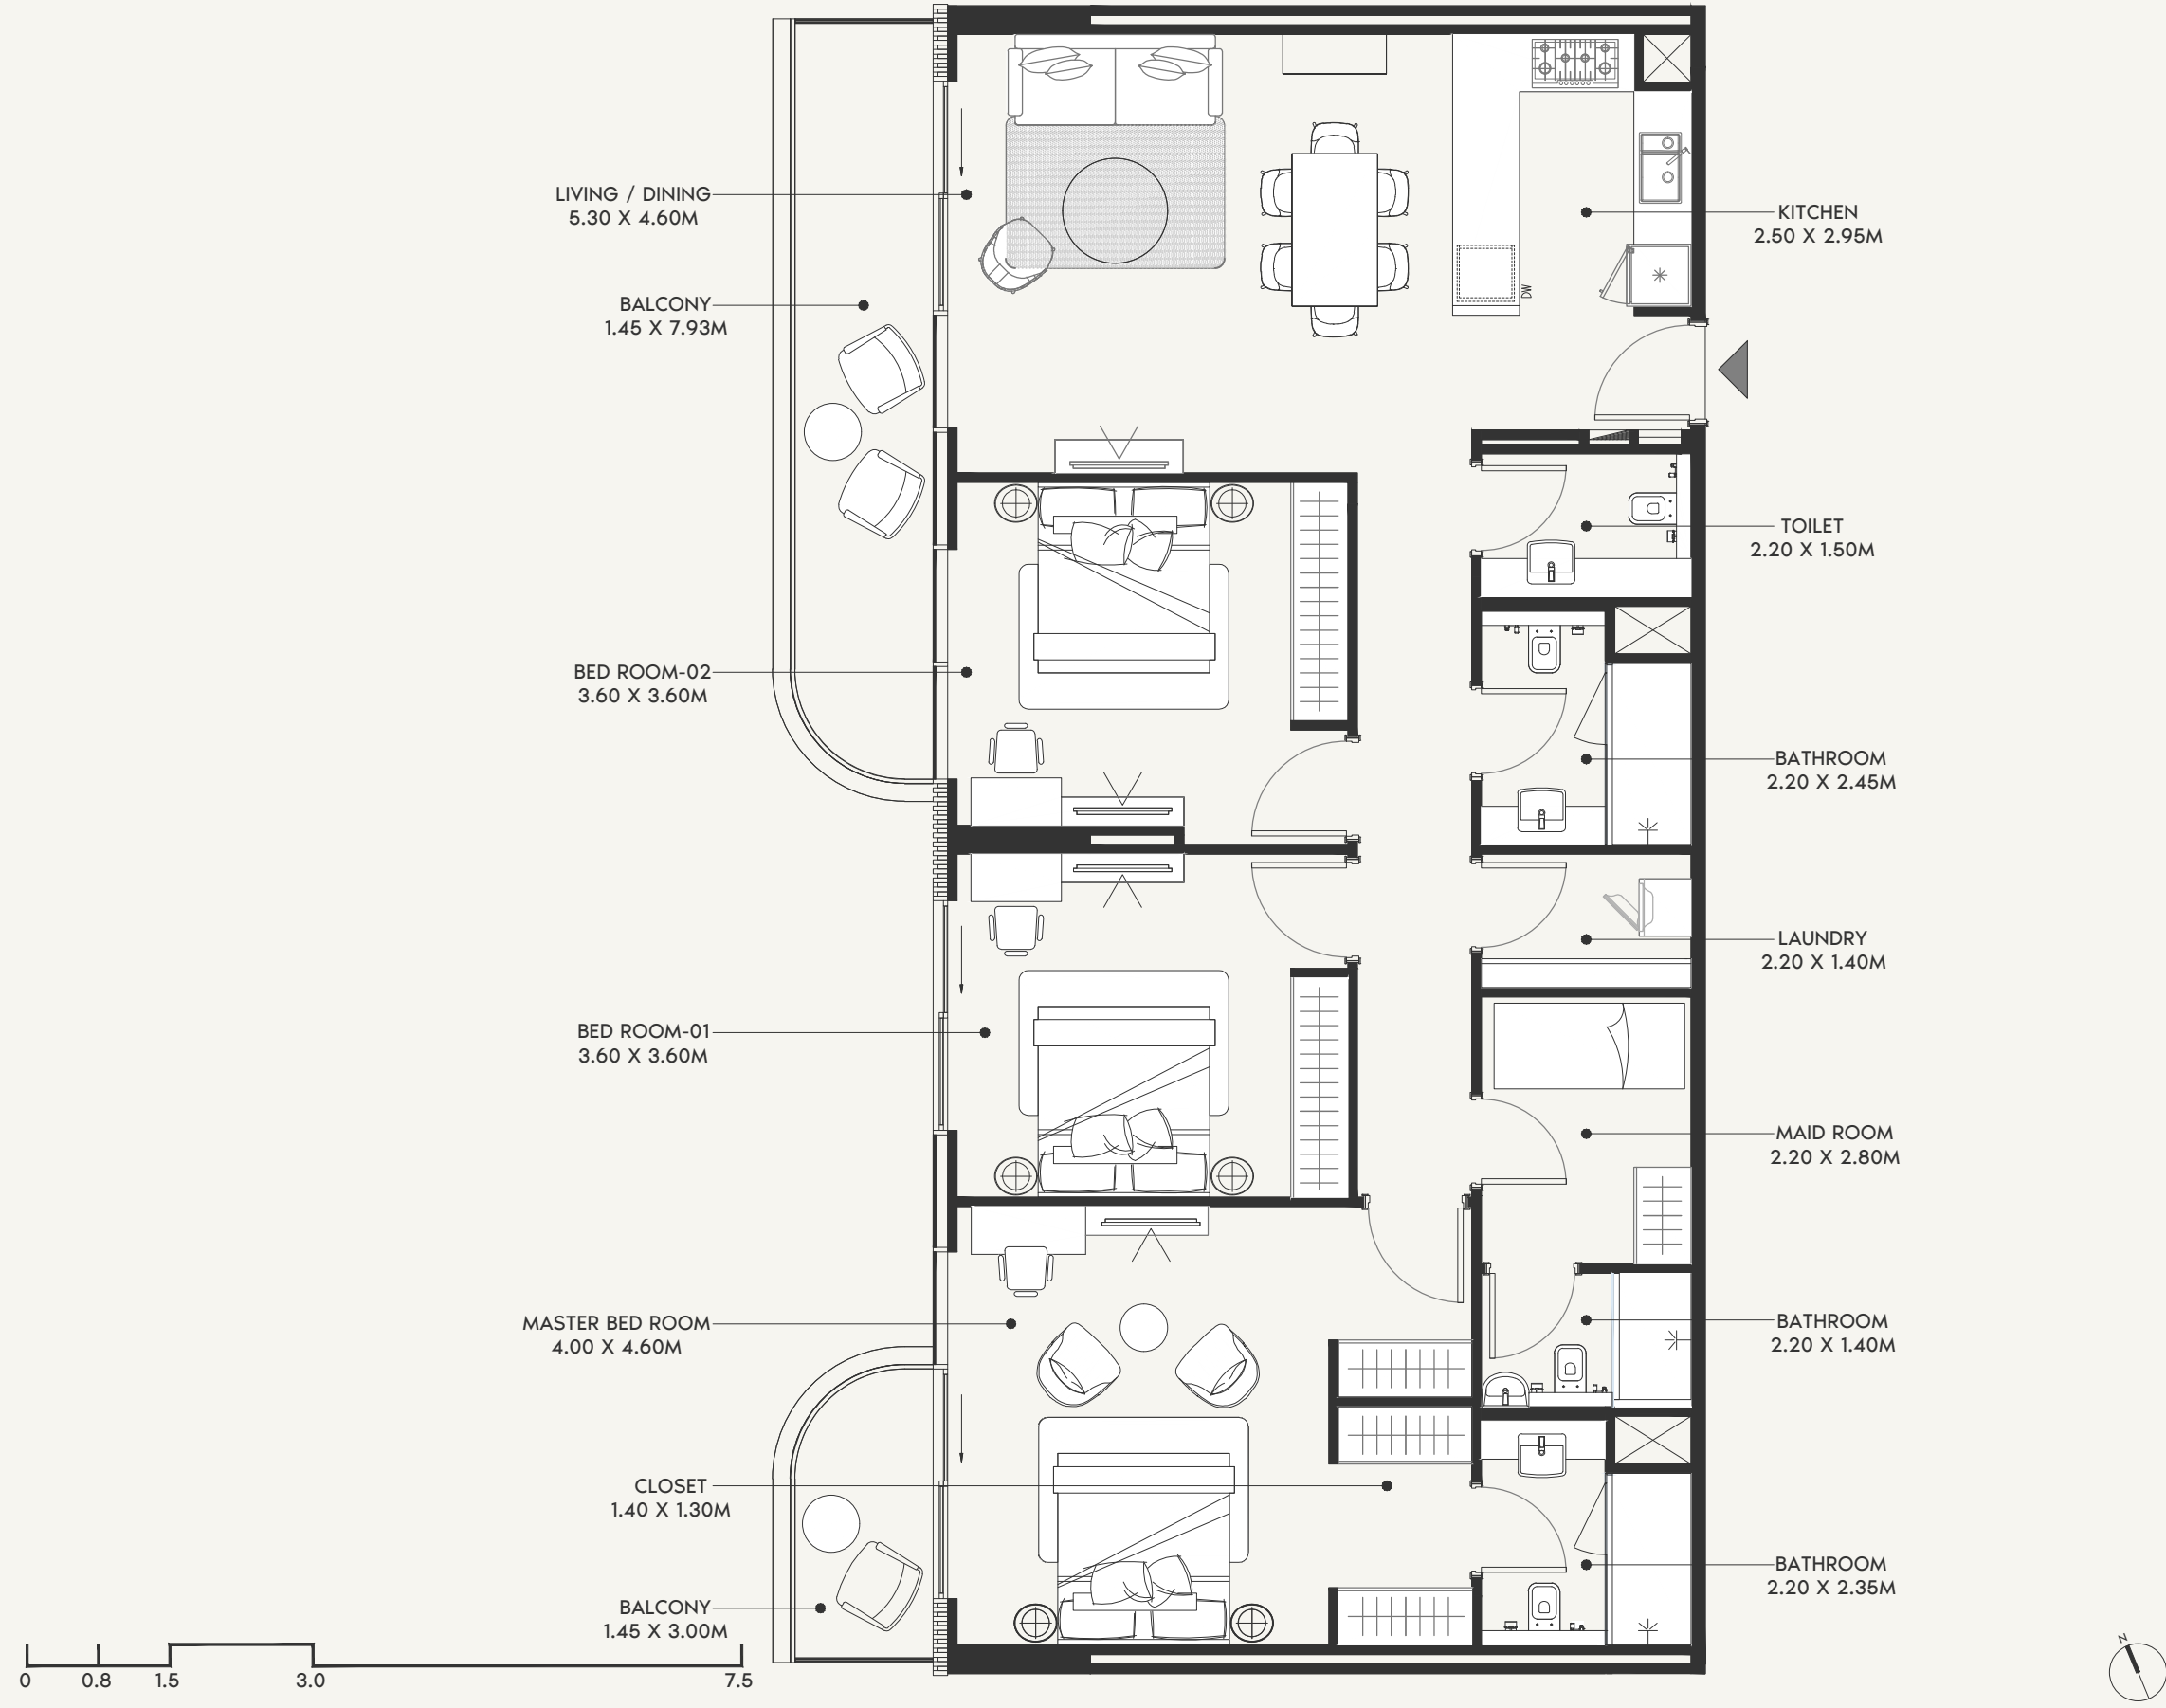 LIVING / DINING
5.30 X 4.60M
BALCONY
1.45 X 7.93M
BED ROOM-02
3.60 X 3.60M
BED ROOM-01
3.60 X 3.60M
MASTER BED ROOM
4.00 X 4.60M
CLOSET
1.40 X 1.30M
BALCONY
1.45 X 3.00M
KITCHEN
2.50 X 2.95M
DW
TOILET
2.20 X 1.50M
BATHROOM
2.20 X 2.45M
LAUNDRY
2.20 X 1.40M
MAID ROOM
2.20 X 2.80M
BATHROOM
2.20 X 1.40M
BATHROOM
2.20 X 2.35M
0 0.8 1.5 3.0 7.5
N